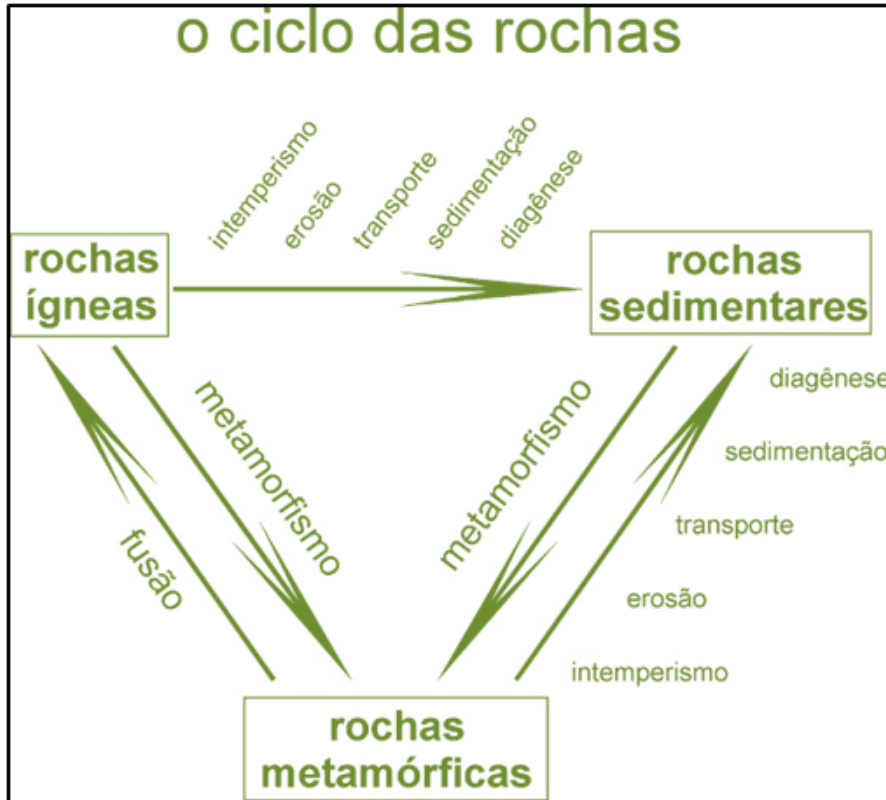 o ciclo das rochas
intemperismo
erosão
transporte
sedimentação
diagênese
rochas
ígneas
rochas
sedimentares
metamorfismo
fusão
metamorfismo
diagênese
sedimentação
transporte
erosão
intemperismo
rochas
metamórficas